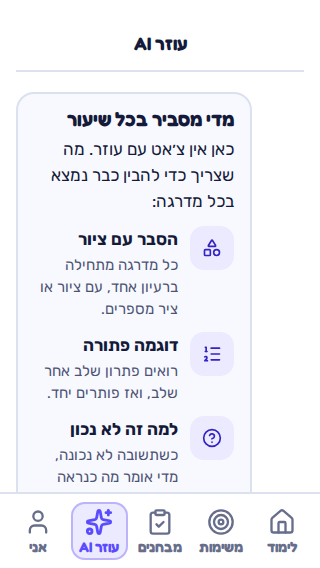 עוזר AI
מדי מסביר בכל שיעור
כאן אין צ׳אט עם עוזר. מה
שצריך כדי להבין כבר נמצא
בכל מדרגה:
הסבר עם ציור
כל מדרגה מתחילה
ברעיון אחד, עם ציור או
ציר מספרים.
דוגמה פתורה
רואים פתרון שלב אחר
שלב, ואז פותרים יחד.
למה זה לא נכון
כשתשובה לא נכונה,
מדי אומר מה כנראה
לימוד
משימות
מבחנים
עוזר AI
אני